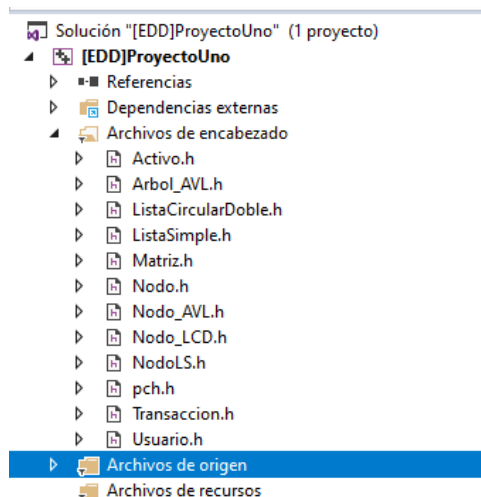 Solución "[EDD]ProyectoUno" (1 proyecto)
[EDD]ProyectoUno
Referencias
Dependencias externas
Archivos de encabezado
Activo.h
Arbol_AVL.h
ListaCircularDoble.h
ListaSimple.h
Matriz.h
Nodo.h
Nodo_AVL.h
Nodo_LCD.h
NodoLS.h
pch.h
Transaccion.h
Usuario.h
Archivos de origen
Archivos de recursos